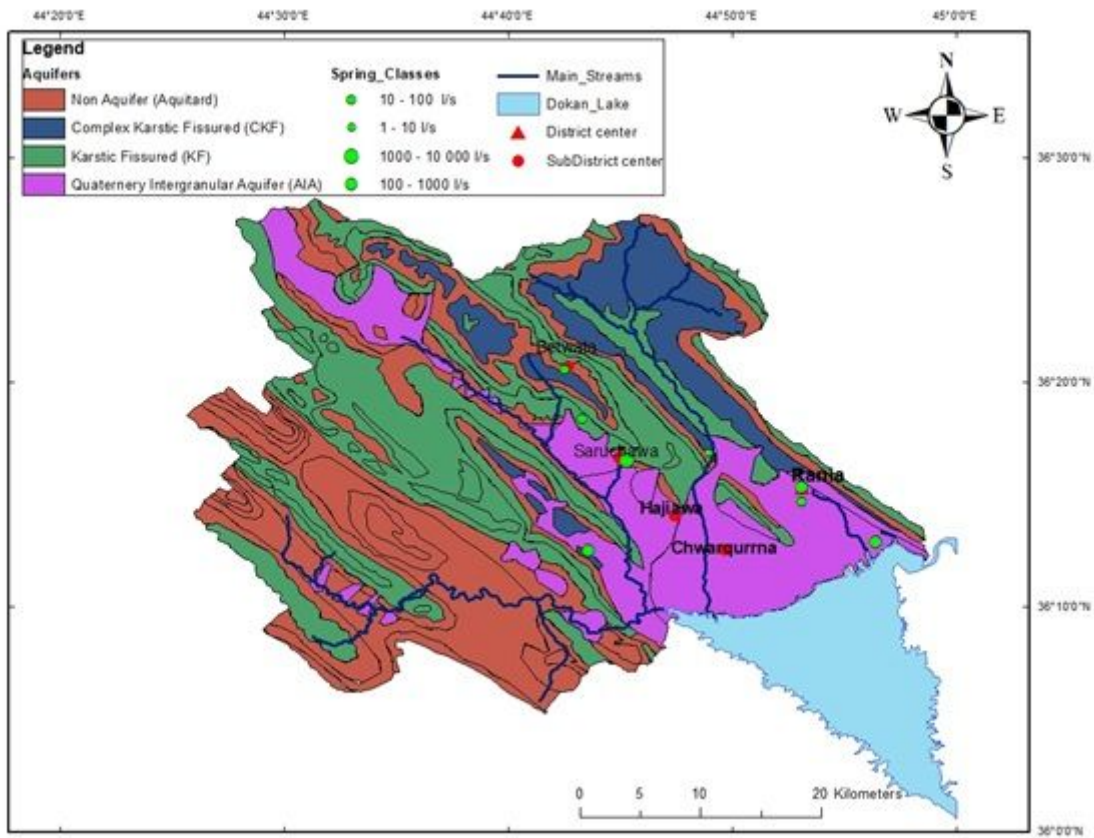 44°20'0"E 44°30'0"E 44°40'0"E 44°50'0"E 45°0'0"E
Legend
Aquifers
Non Aquifer (Aquitard)
Complex Karstic Fissured (CKF)
Karstic Fissured (KF)
Quaternery Intergranular Aquifer (AIA)
Spring_Classes
10 - 100 l/s
1 - 10 l/s
1000 - 10 000 l/s
100 - 1000 l/s
Main_Streams
Dokan_Lake
District center
SubDistrict center
N
W E
S
36°30'0"N
36°20'0"N
Saruchawa
Rania
Hajiawa
Chwarqurrna
36°10'0"N
0 5 10 20 Kilometers
36°0'0"N